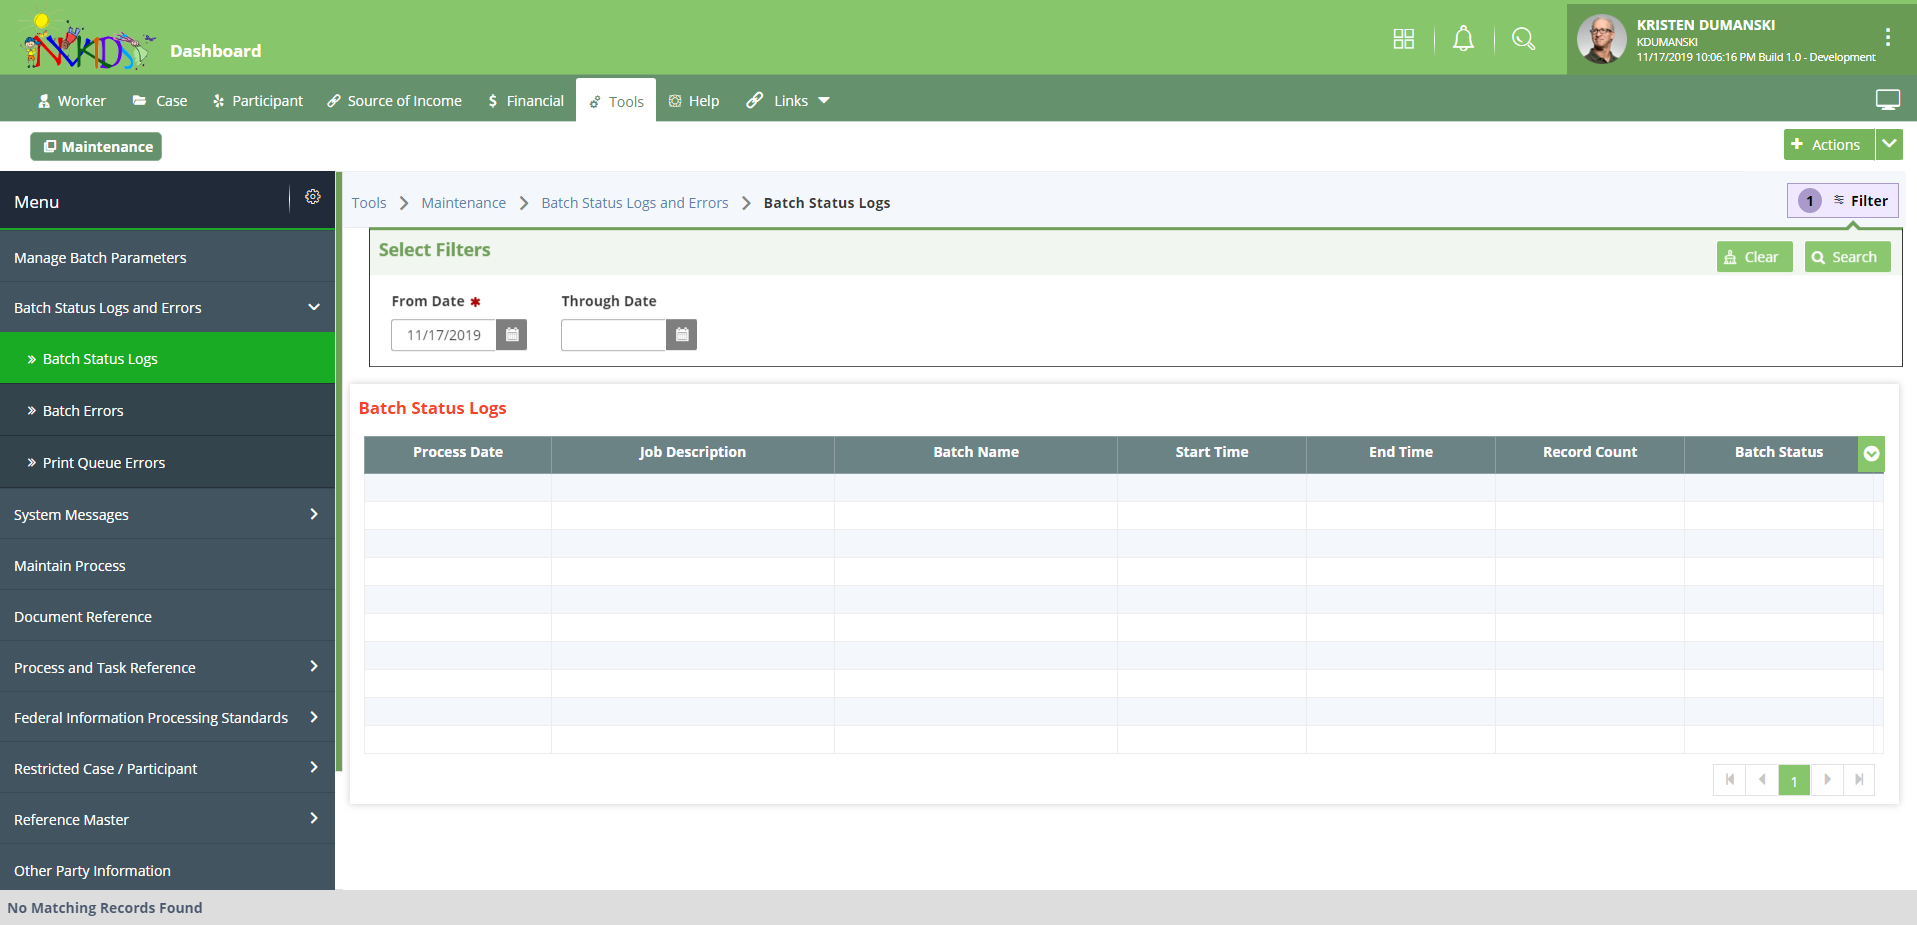 NVKIDS
Dashboard
KRISTEN DUMANSKI
KDUMANSKI
11/17/2019 10:06:16 PM Build 1.0 - Development
Worker Case Participant Source of Income $ Financial Tools Help Links
Maintenance
+ Actions
Menu
Manage Batch Parameters
Batch Status Logs and Errors
» Batch Status Logs
» Batch Errors
» Print Queue Errors
System Messages
Maintain Process
Document Reference
Process and Task Reference
Federal Information Processing Standards
Restricted Case / Participant
Reference Master
Other Party Information
Tools > Maintenance > Batch Status Logs and Errors > Batch Status Logs
1 Filter
Select Filters
Clear Search
From Date * Through Date
11/17/2019
Batch Status Logs
Process Date Job Description Batch Name Start Time End Time Record Count Batch Status
1
No Matching Records Found